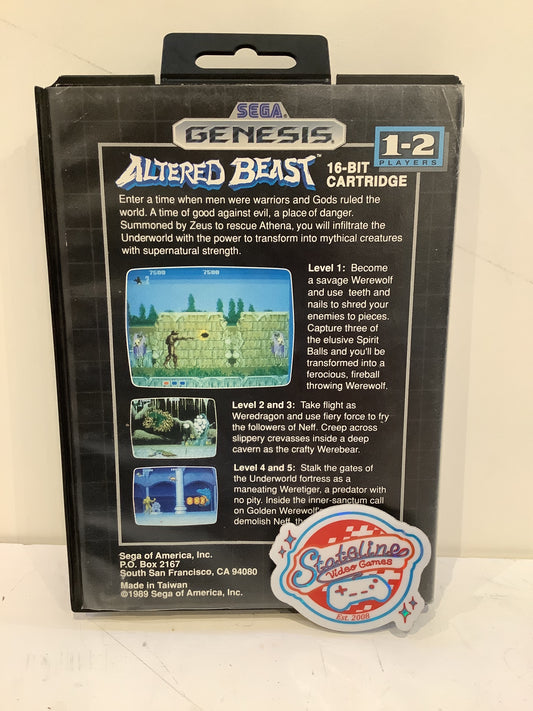 SEGA
GENESIS
1-2
PLAYERS
ALTERED BEAST™
16-BIT
CARTRIDGE
Enter a time when men were warriors and Gods ruled the
world. A time of good against evil, a place of danger.
Summoned by Zeus to rescue Athena, you will infiltrate the
Underworld with the power to transform into mythical creatures
with supernatural strength.
7500 7500
Level 1: Become
a savage Werewolf
and use teeth and
nails to shred your
enemies to pieces.
Capture three of
the elusive Spirit
Balls and you'll be
transformed into a
ferocious, fireball
throwing Werewolf.
Level 2 and 3: Take flight as
Weredragon and use fiery force to fry
the followers of Neff. Creep across
slippery crevasses inside a deep
cavern as the crafty Werebear.
Level 4 and 5: Stalk the gates of
the Underworld fortress as a
maneating Weretiger, a predator with
no pity. Inside the inner-sanctum call
on Golden Werewolf's
demolish Neff, the
Sega of America, Inc.
P.O. Box 2167
South San Francisco, CA 94080
Made in Taiwan
©1989 Sega of America, Inc.
Stateline
Video Games
Est. 2008